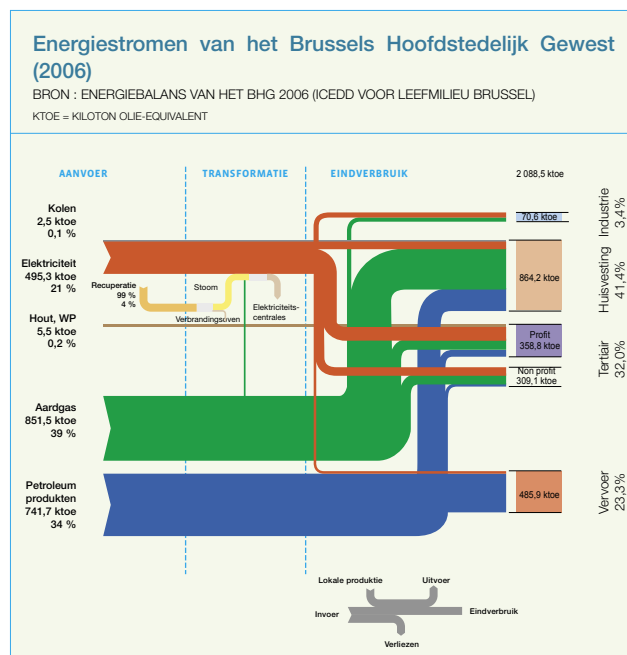 Energiestromen van het Brussels Hoofdstedelijk Gewest
(2006)
BRON : ENERGIEBALANS VAN HET BHG 2006 (ICEDD VOOR LEEFMILIEU BRUSSEL)
KTOE = KILOTON OLIE-EQUIVALENT
AANVOER
TRANSFORMATIE
EINDVERBRUIK
2 088,5 ktoe
Kolen
2,5 ktoe
0,1 %
Elektriciteit
495,3 ktoe
21 %
Recuperatie
99 %
4 %
Stoom
Verbrandingsoven
Elektriciteits-
centrales
Hout, WP
5,5 ktoe
0,2 %
Aardgas
851,5 ktoe
39 %
Petroleum
produkten
741,7 ktoe
34 %
70,6 ktoe
Industrie
3,4%
864,2 ktoe
Huisvesting
41,4%
Profit
358,8 ktoe
Non profit
309,1 ktoe
Tertiair
32,0%
485,9 ktoe
Vervoer
23,3%
Lokale produktie
Uitvoer
Invoer
Eindverbruik
Verliezen